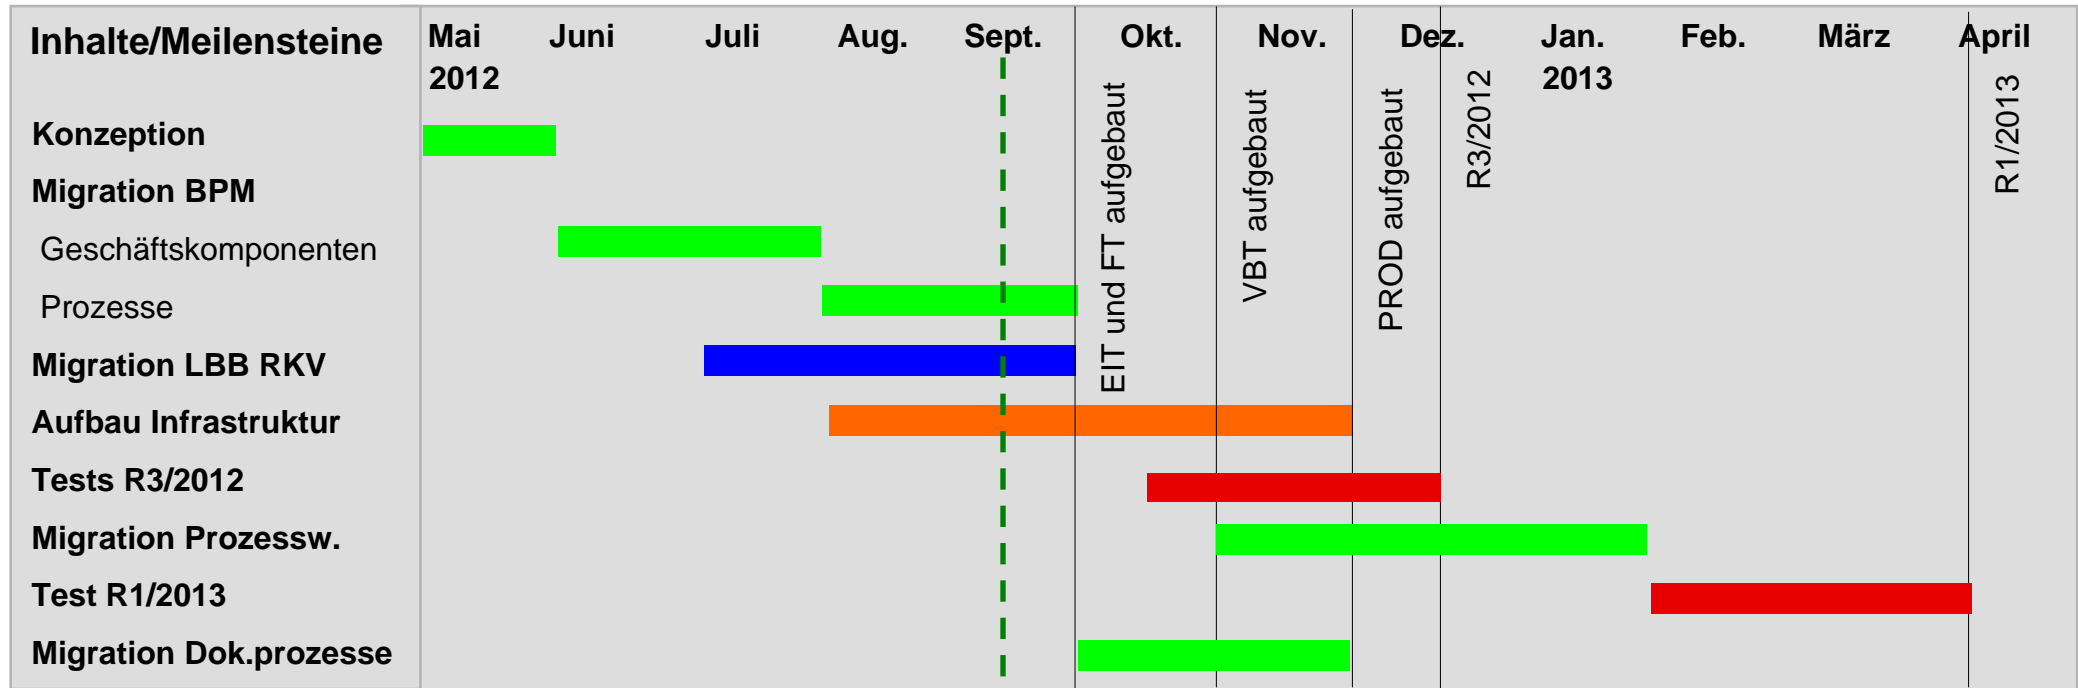 Inhalte/Meilensteine
Mai Juni Juli Aug. Sept. Okt. Nov. Dez. Jan. Feb. März April
2012 2013
EIT und FT aufgebaut
VBT aufgebaut
PROD aufgebaut
R3/2012
R1/2013
Konzeption
Migration BPM
Geschäftskomponenten
Prozesse
Migration LBB RKV
Aufbau Infrastruktur
Tests R3/2012
Migration Prozessw.
Test R1/2013
Migration Dok.prozesse